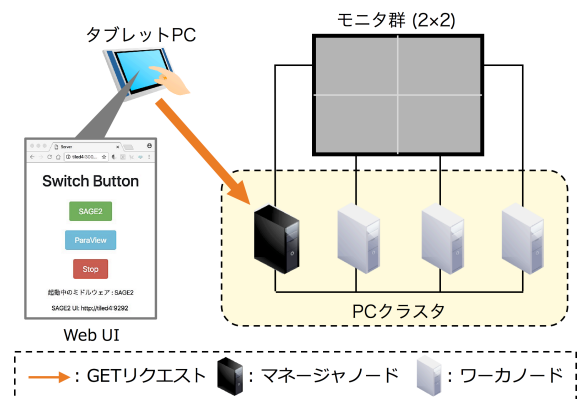 タブレットPC
モニタ群 (2×2)
Server
Switch Button
SAGE2
ParaView
Stop
起動中のミドルウェア : SAGE2
SAGE2 UI: http://tiled4:9292
Web UI
PCクラスタ
: GETリクエスト
: マネージャノード
: ワーカノード